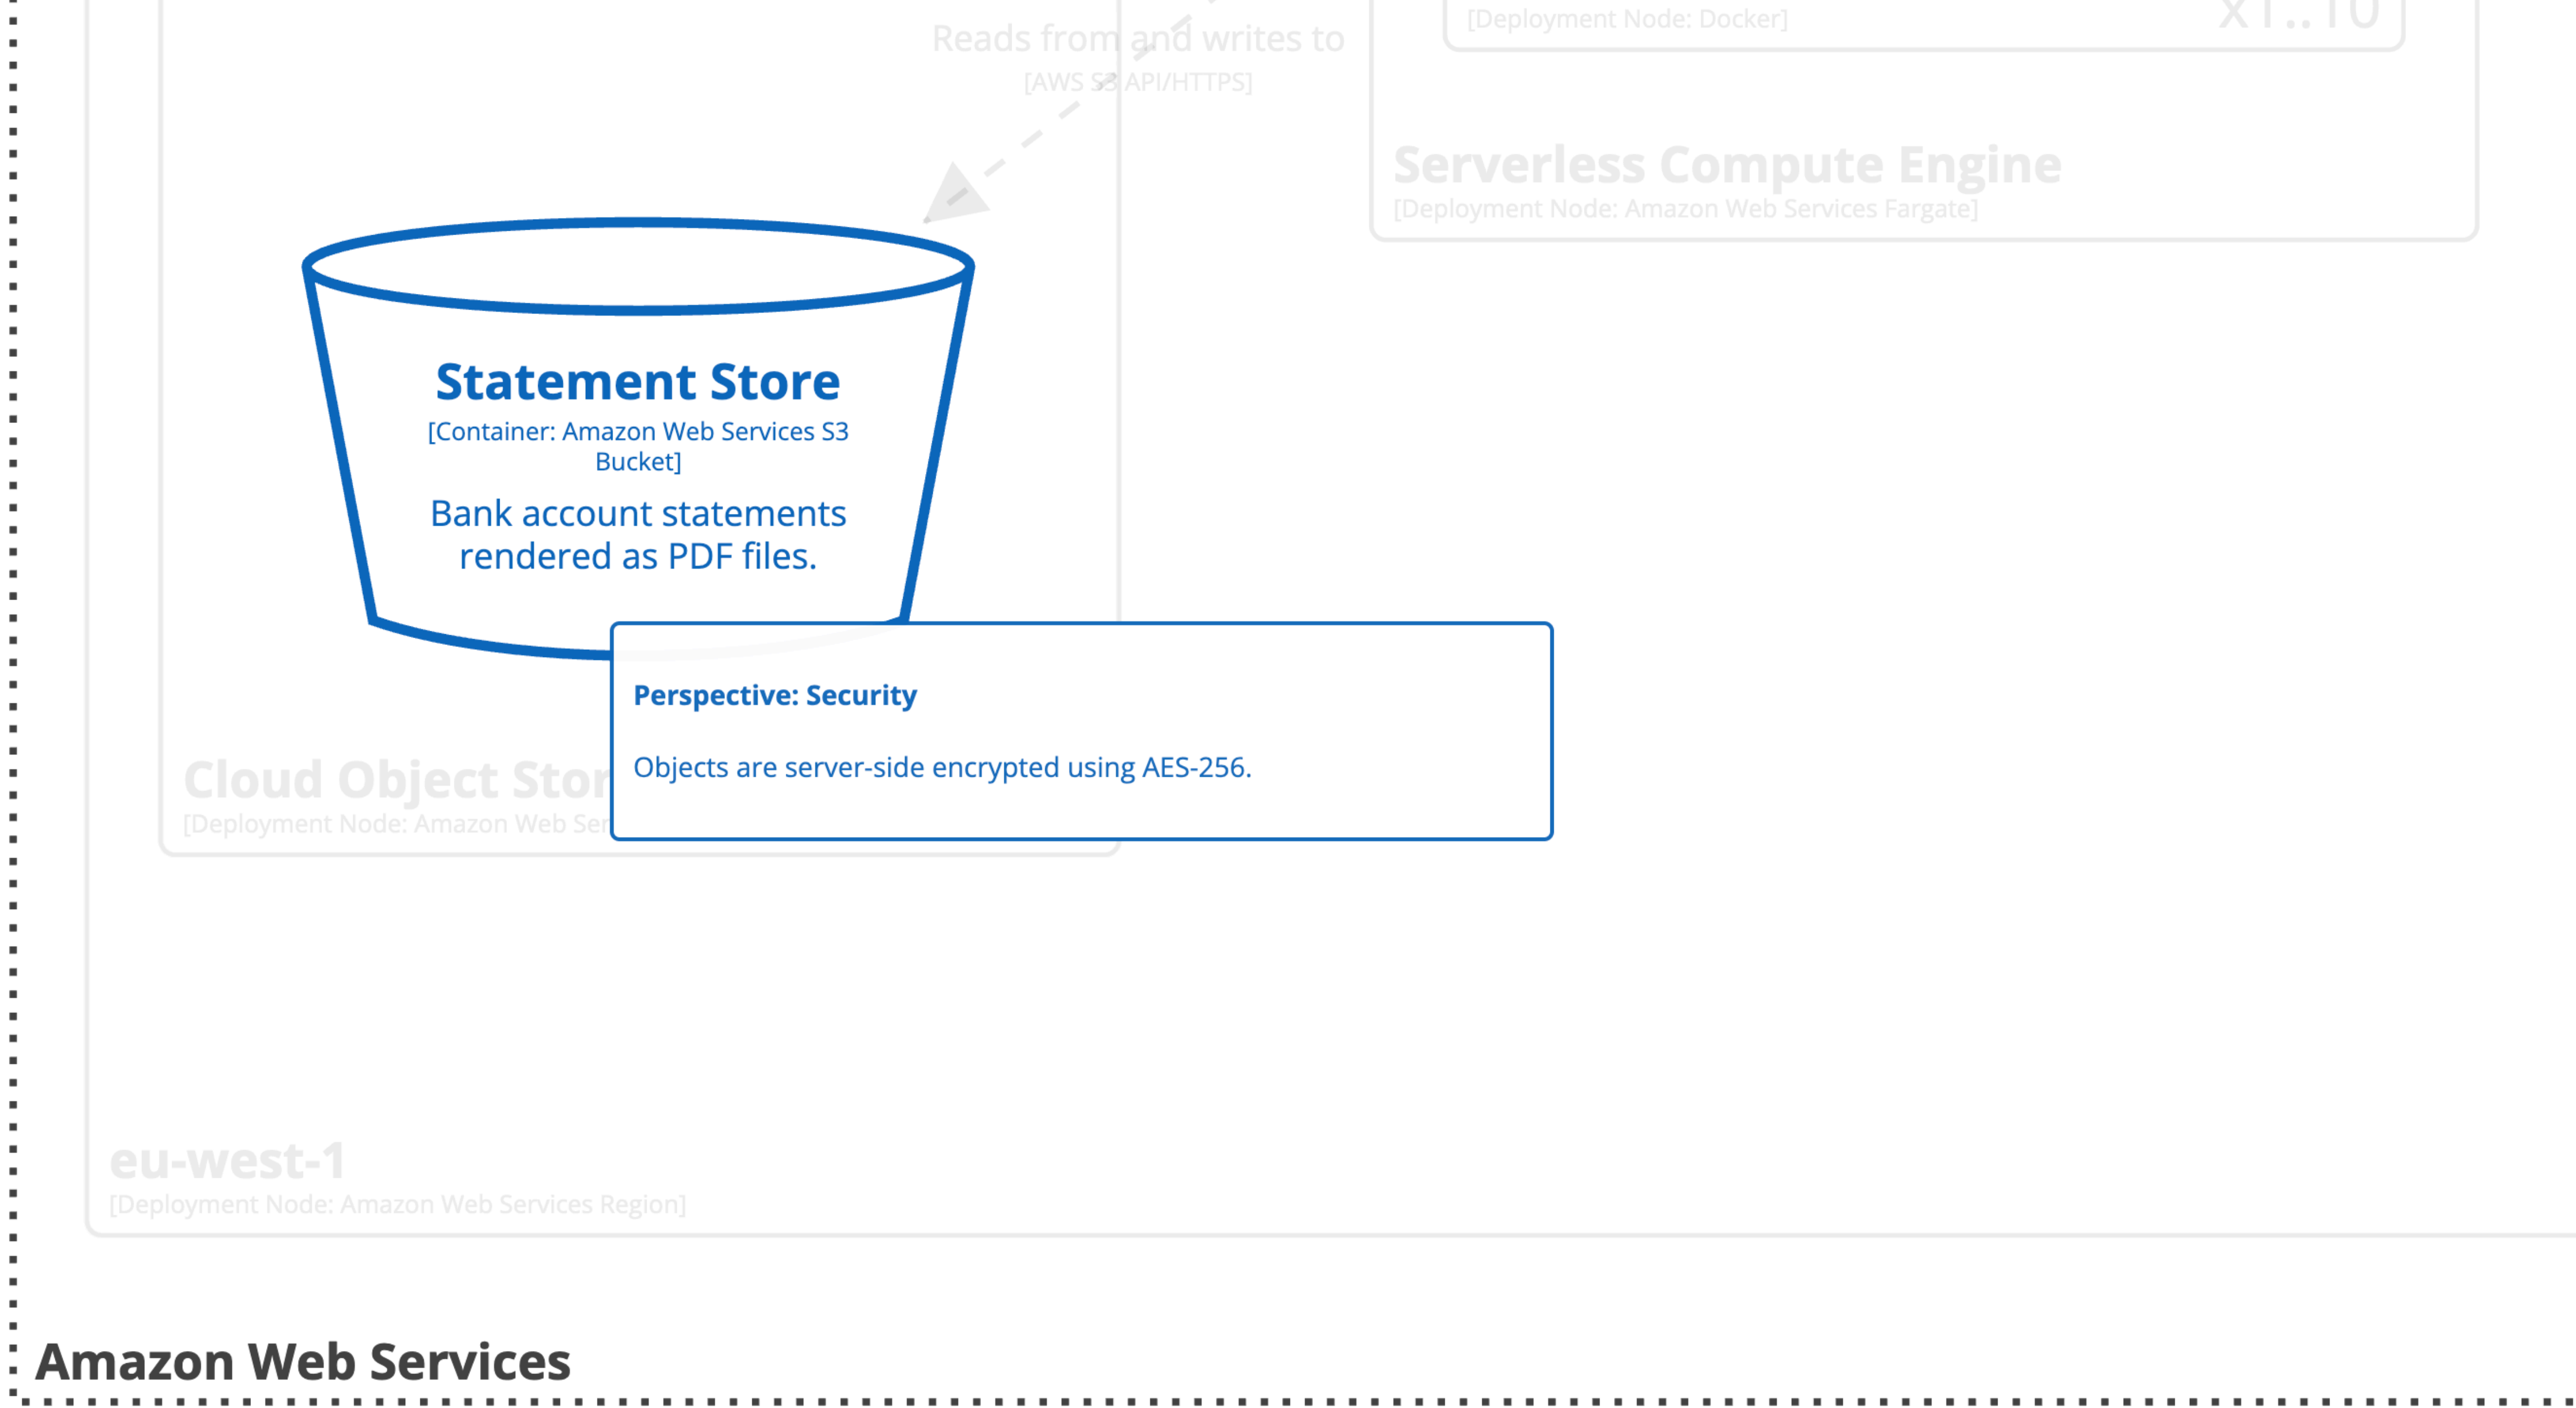 [Deployment Node: Docker]
x1..10
Reads from and writes to
[AWS S3 API/HTTPS]
Serverless Compute Engine
[Deployment Node: Amazon Web Services Fargate]
Statement Store
[Container: Amazon Web Services S3
Bucket]
Bank account statements
rendered as PDF files.
Perspective: Security
Objects are server-side encrypted using AES-256.
Cloud Object Stor
[Deployment Node: Amazon Web Ser
eu-west-1
[Deployment Node: Amazon Web Services Region]
Amazon Web Services